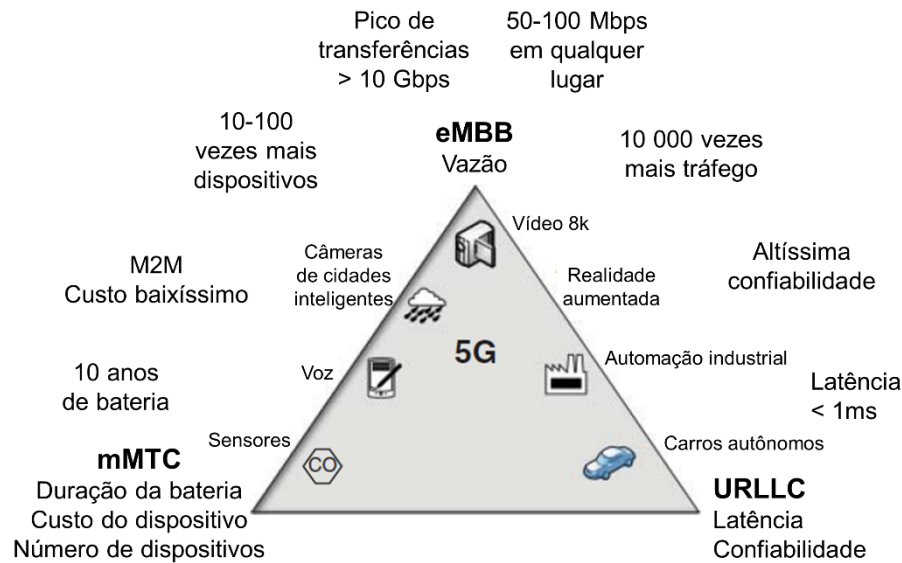 Pico de
transferências
> 10 Gbps
50-100 Mbps
em qualquer
lugar
10-100
vezes mais
dispositivos
eMBB
Vazão
10 000 vezes
mais tráfego
Vídeo 8k
Câmeras
de cidades
inteligentes
Realidade
aumentada
M2M
Custo baixíssimo
Altíssima
confiabilidade
5G
Voz
Automação industrial
10 anos
de bateria
Latência
< 1ms
Sensores
CO
Carros autônomos
mMTC
Duração da bateria
Custo do dispositivo
Número de dispositivos
URLLC
Latência
Confiabilidade